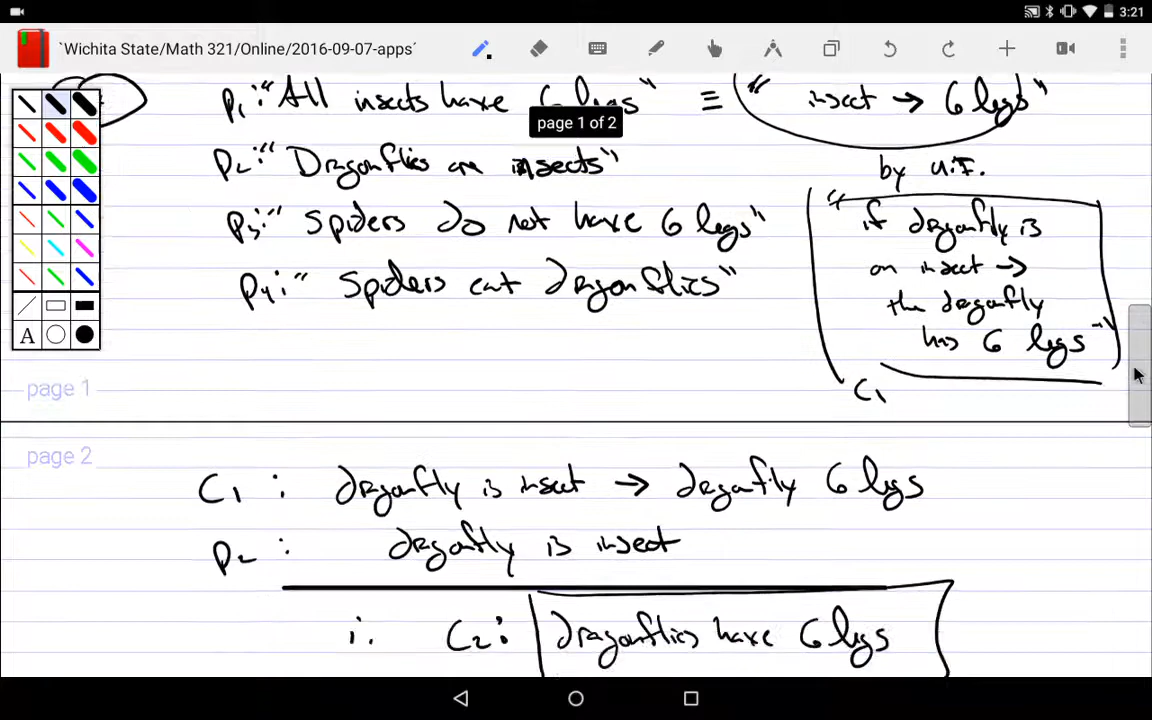 3:21
`Wichita State/Math 321/Online/2016-09-07-apps´
P1: "All insects have 6 legs" ≡ " insect → 6 legs"
page 1 of 2
by U.I.
P2: "Dragonflies are insects"
P3: "Spiders do not have 6 legs"
P4: "Spiders eat dragonflies"
"if dragonfly is
an insect →
the dragonfly
has 6 legs"
C1
A
page 1
page 2
C1 : dragonfly is insect → dragonfly 6 legs
P2 : dragonfly is insect
∴ C2: dragonflies have 6 legs